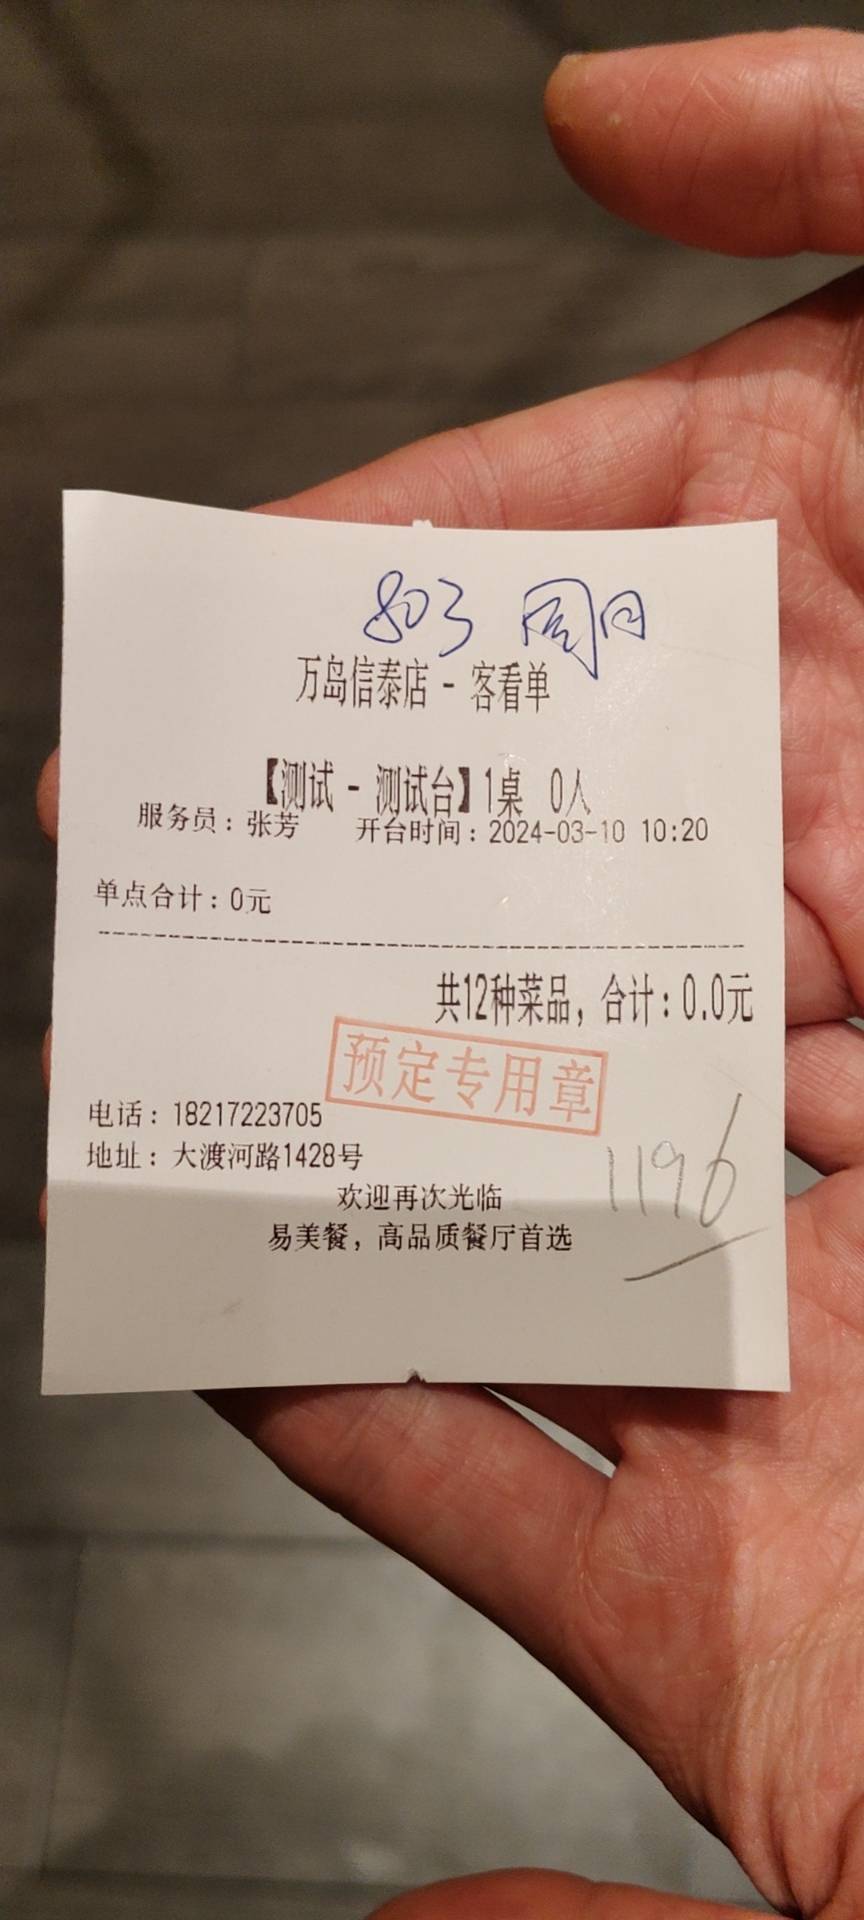 803 周日
万岛信泰店 - 客看单
【测试 - 测试台】1桌 0人
服务员：张芳 开台时间：2024-03-10 10:20
单点合计：0元
共12种菜品，合计：0.0元
预定专用章
电话：18217223705
地址：大渡河路1428号
1196
欢迎再次光临
易美餐，高品质餐厅首选